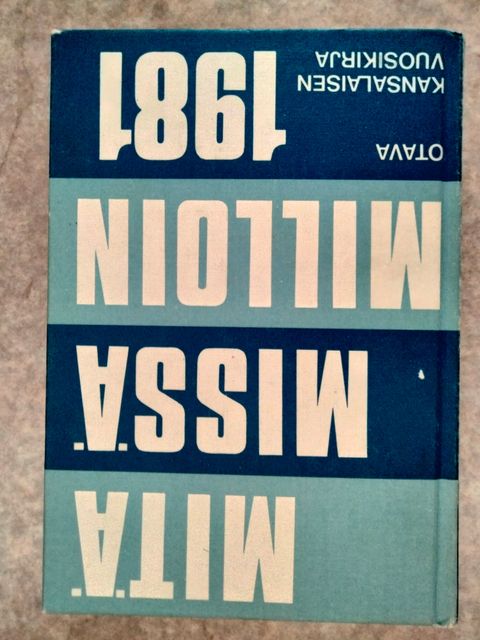 MITÄ
MISSÄ
MILLOIN
OTAVA
KANSALAISEN
VUOSIKIRJA
1981